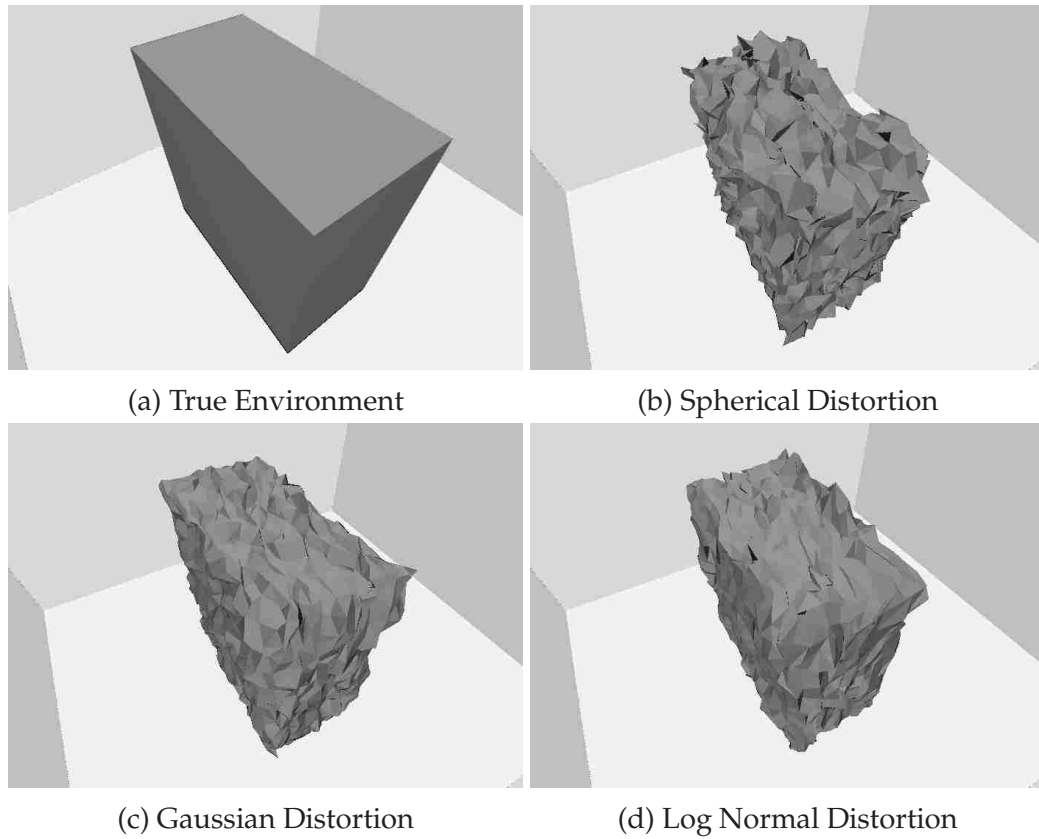 (a) True Environment
(b) Spherical Distortion
(c) Gaussian Distortion
(d) Log Normal Distortion